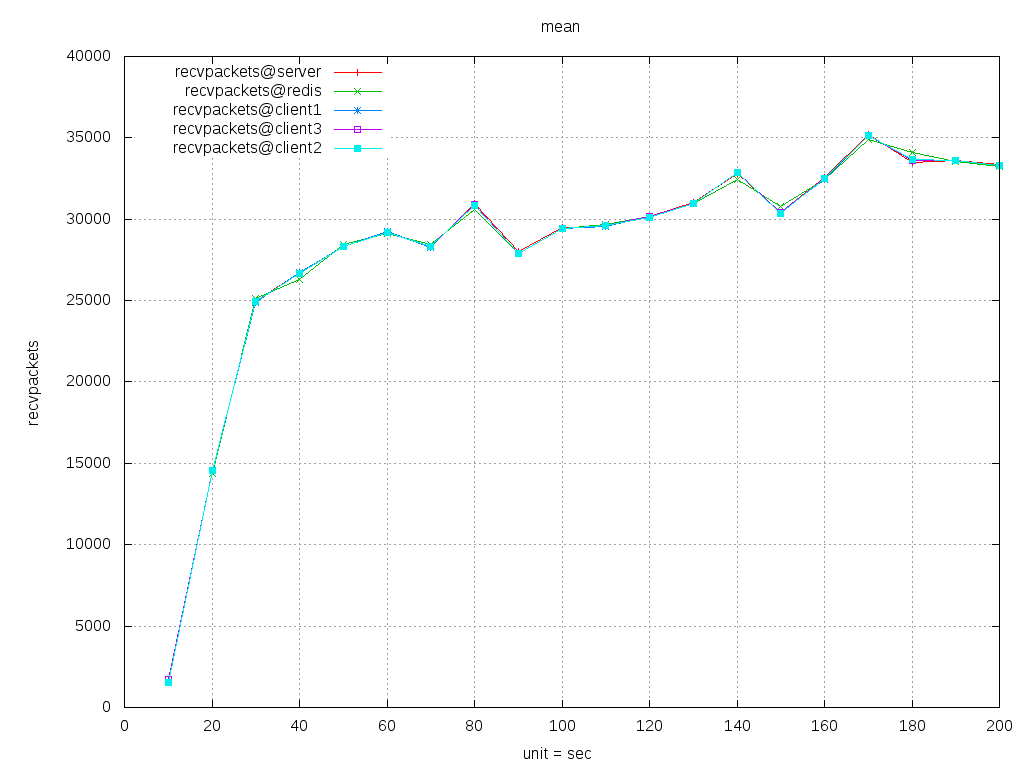 mean
40000
35000
30000
25000
20000
15000
10000
5000
0
recvpackets@server
recvpackets@redis
recvpackets@client1
recvpackets@client3
recvpackets@client2
recvpackets
0 20 40 60 80 100 120 140 160 180 200
unit = sec